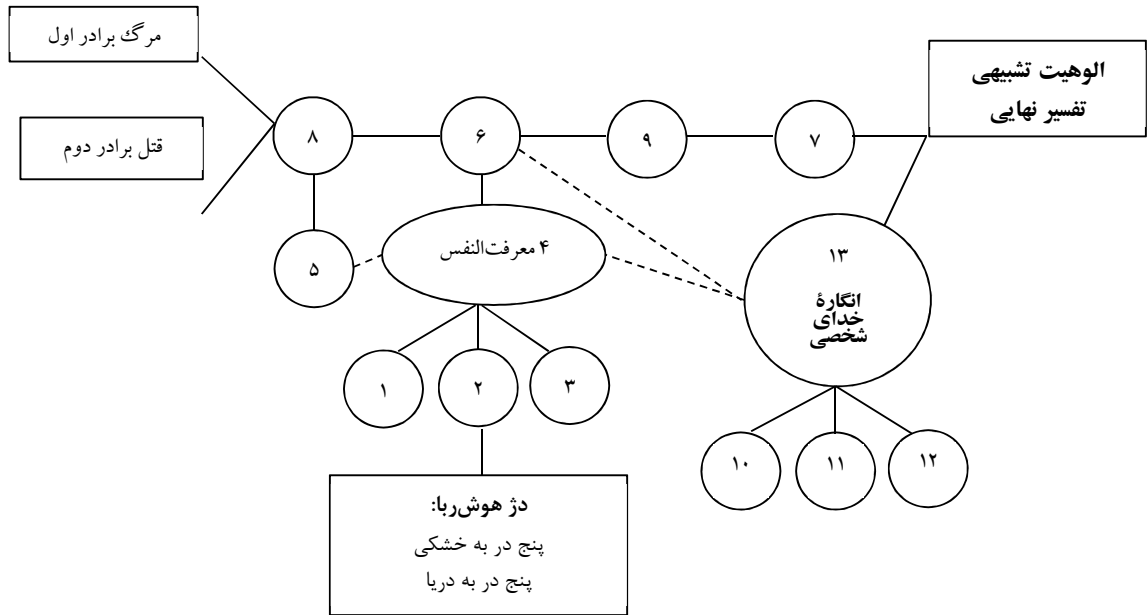 مرگ برادر اول
الوهیت تشبیهی
تفسیر نهایی
قتل برادر دوم
۸
۶
۹
۷
۴ معرفت‌النفس
۵
۱۳
انگارۀ
خدای
شخصی
۱
۲
۳
۱۰
۱۱
۱۲
دژ هوش‌ربا:
پنج در به خشکی
پنج در به دریا